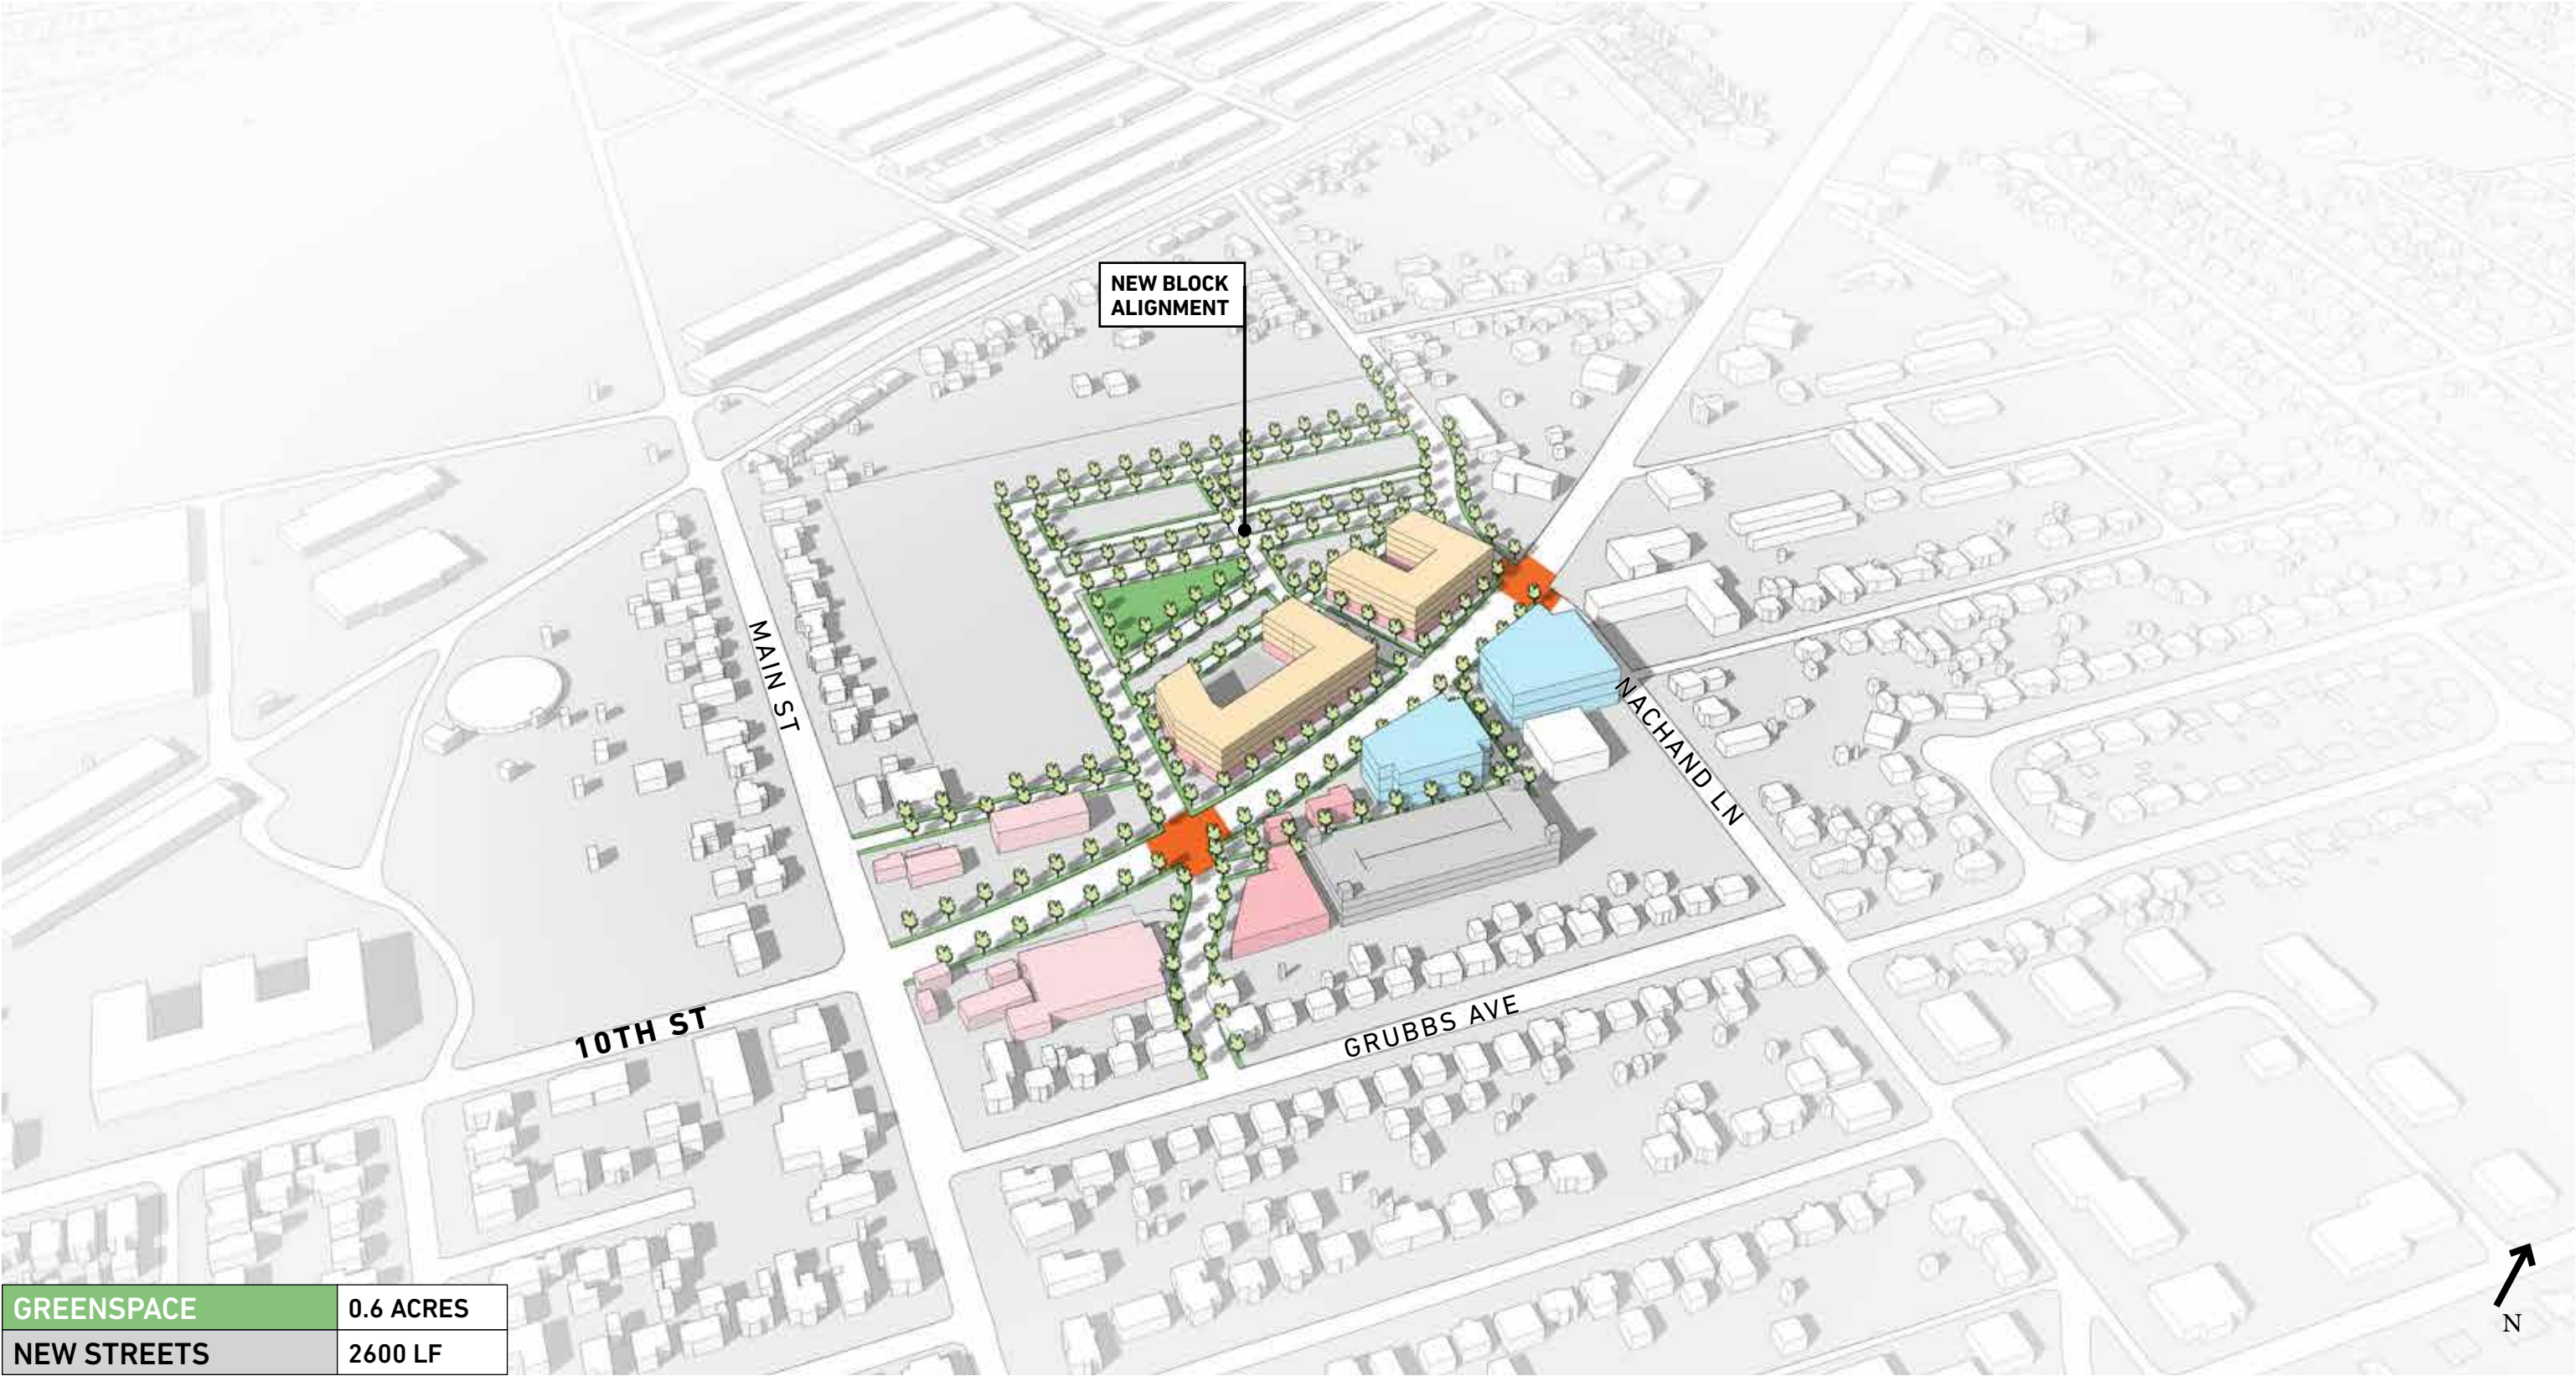 NEW BLOCK
ALIGNMENT
MAIN ST
NACHAND LN
10TH ST
GRUBBS AVE
GREENSPACE 0.6 ACRES
NEW STREETS 2600 LF
N